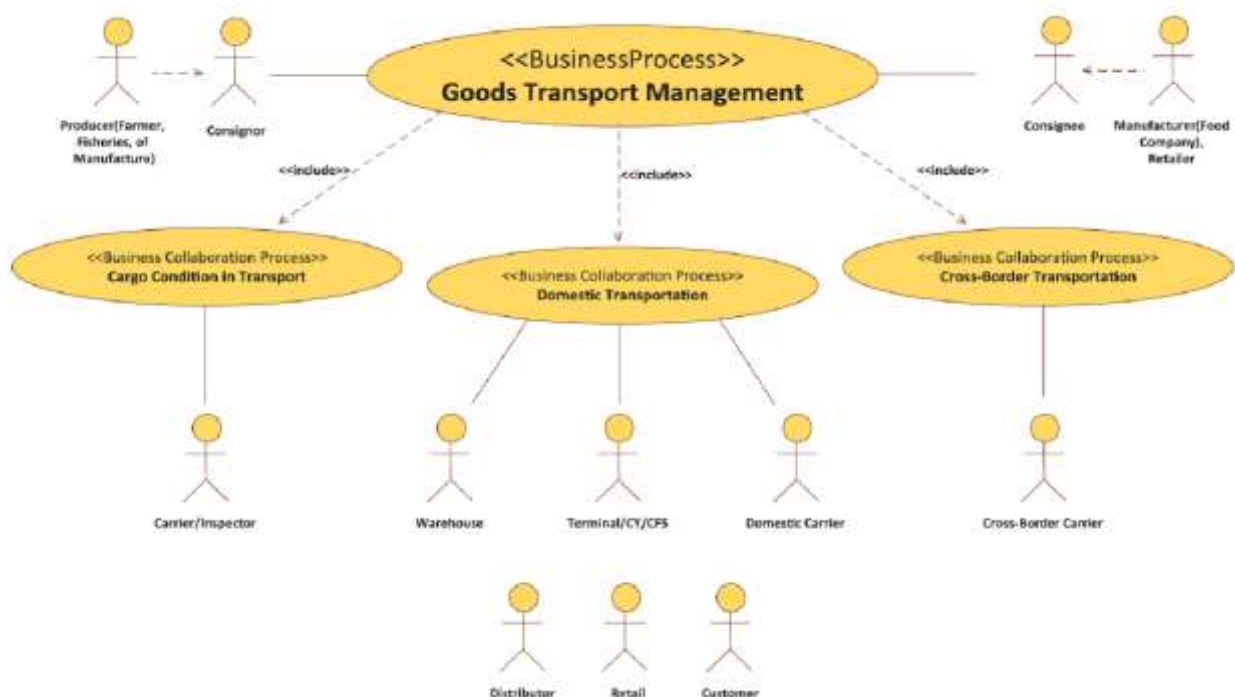 <<BusinessProcess>>
Goods Transport Management
Producer(Farmer,
Fisheries, of
Manufacture)
Consignor
Consignee
Manufacturer(Food
Company),
Retailer
<<include>>
<<include>>
<<include>>
<<Business Collaboration Process>>
Cargo Condition in Transport
<<Business Collaboration Process>>
Domestic Transportation
<<Business Collaboration Process>>
Cross-Border Transportation
Carrier/Inspector
Warehouse
Terminal/CY/CFS
Domestic Carrier
Cross-Border Carrier
Distributor
Retail
Customer